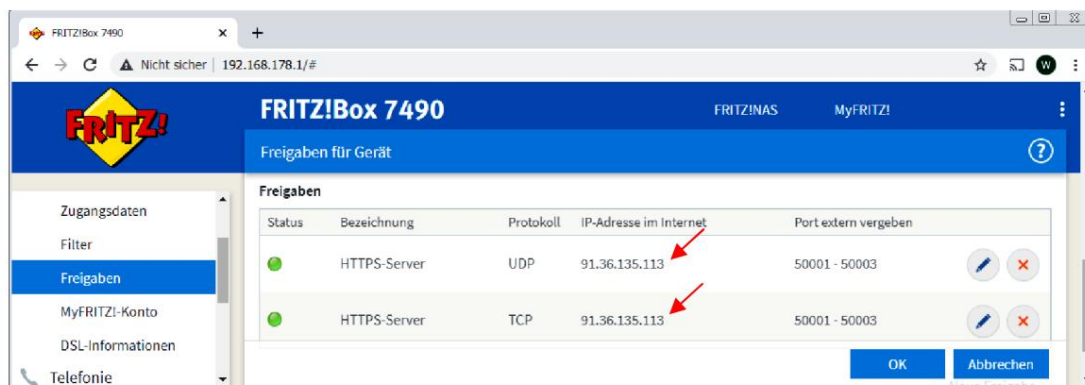 FRITZ!Box 7490
Nicht sicher | 192.168.178.1/#
W
FRITZ!
FRITZ!Box 7490 FRITZ!NAS MyFRITZ!
Freigaben für Gerät ?
Zugangsdaten
Filter
Freigaben
MyFRITZ!-Konto
DSL-Informationen
Telefonie
Freigaben
Status Bezeichnung Protokoll IP-Adresse im Internet Port extern vergeben
HTTPS-Server UDP 91.36.135.113 50001 - 50003
HTTPS-Server TCP 91.36.135.113 50001 - 50003
OK Abbrechen
Neue Freigabe